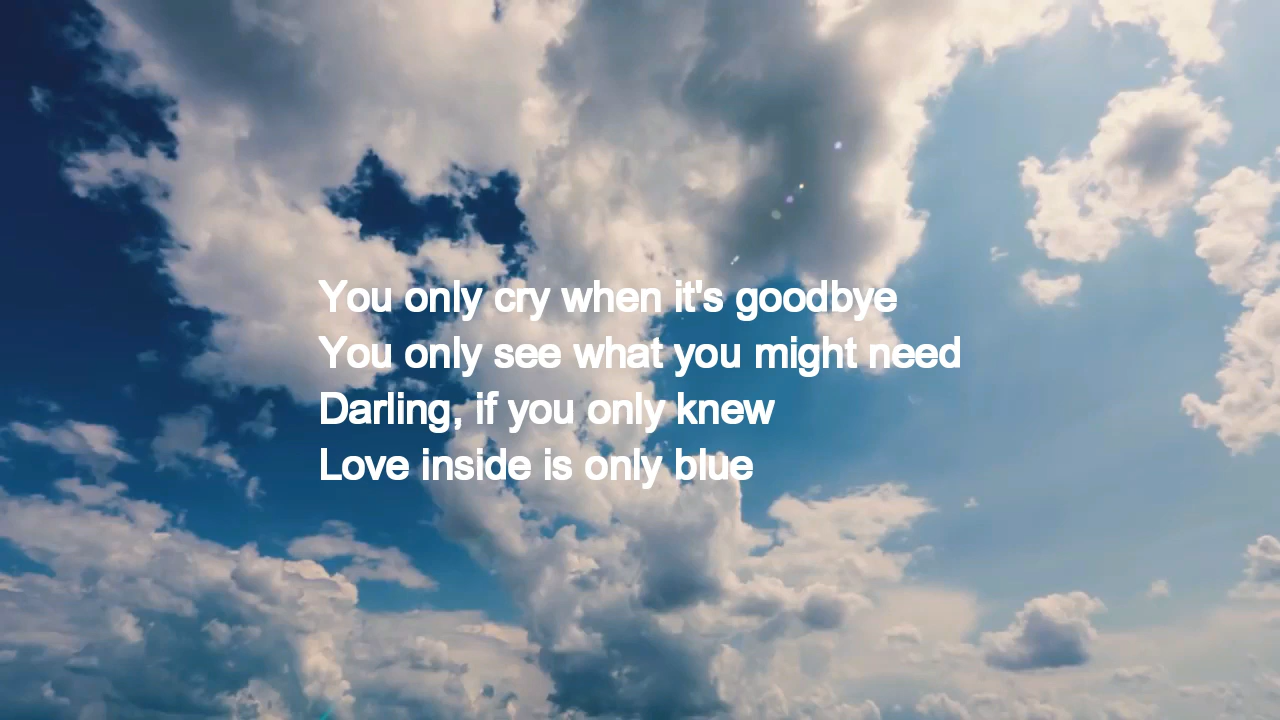 You only cry when it's goodbye
You only see what you might need
Darling, if you only knew
Love inside is only blue